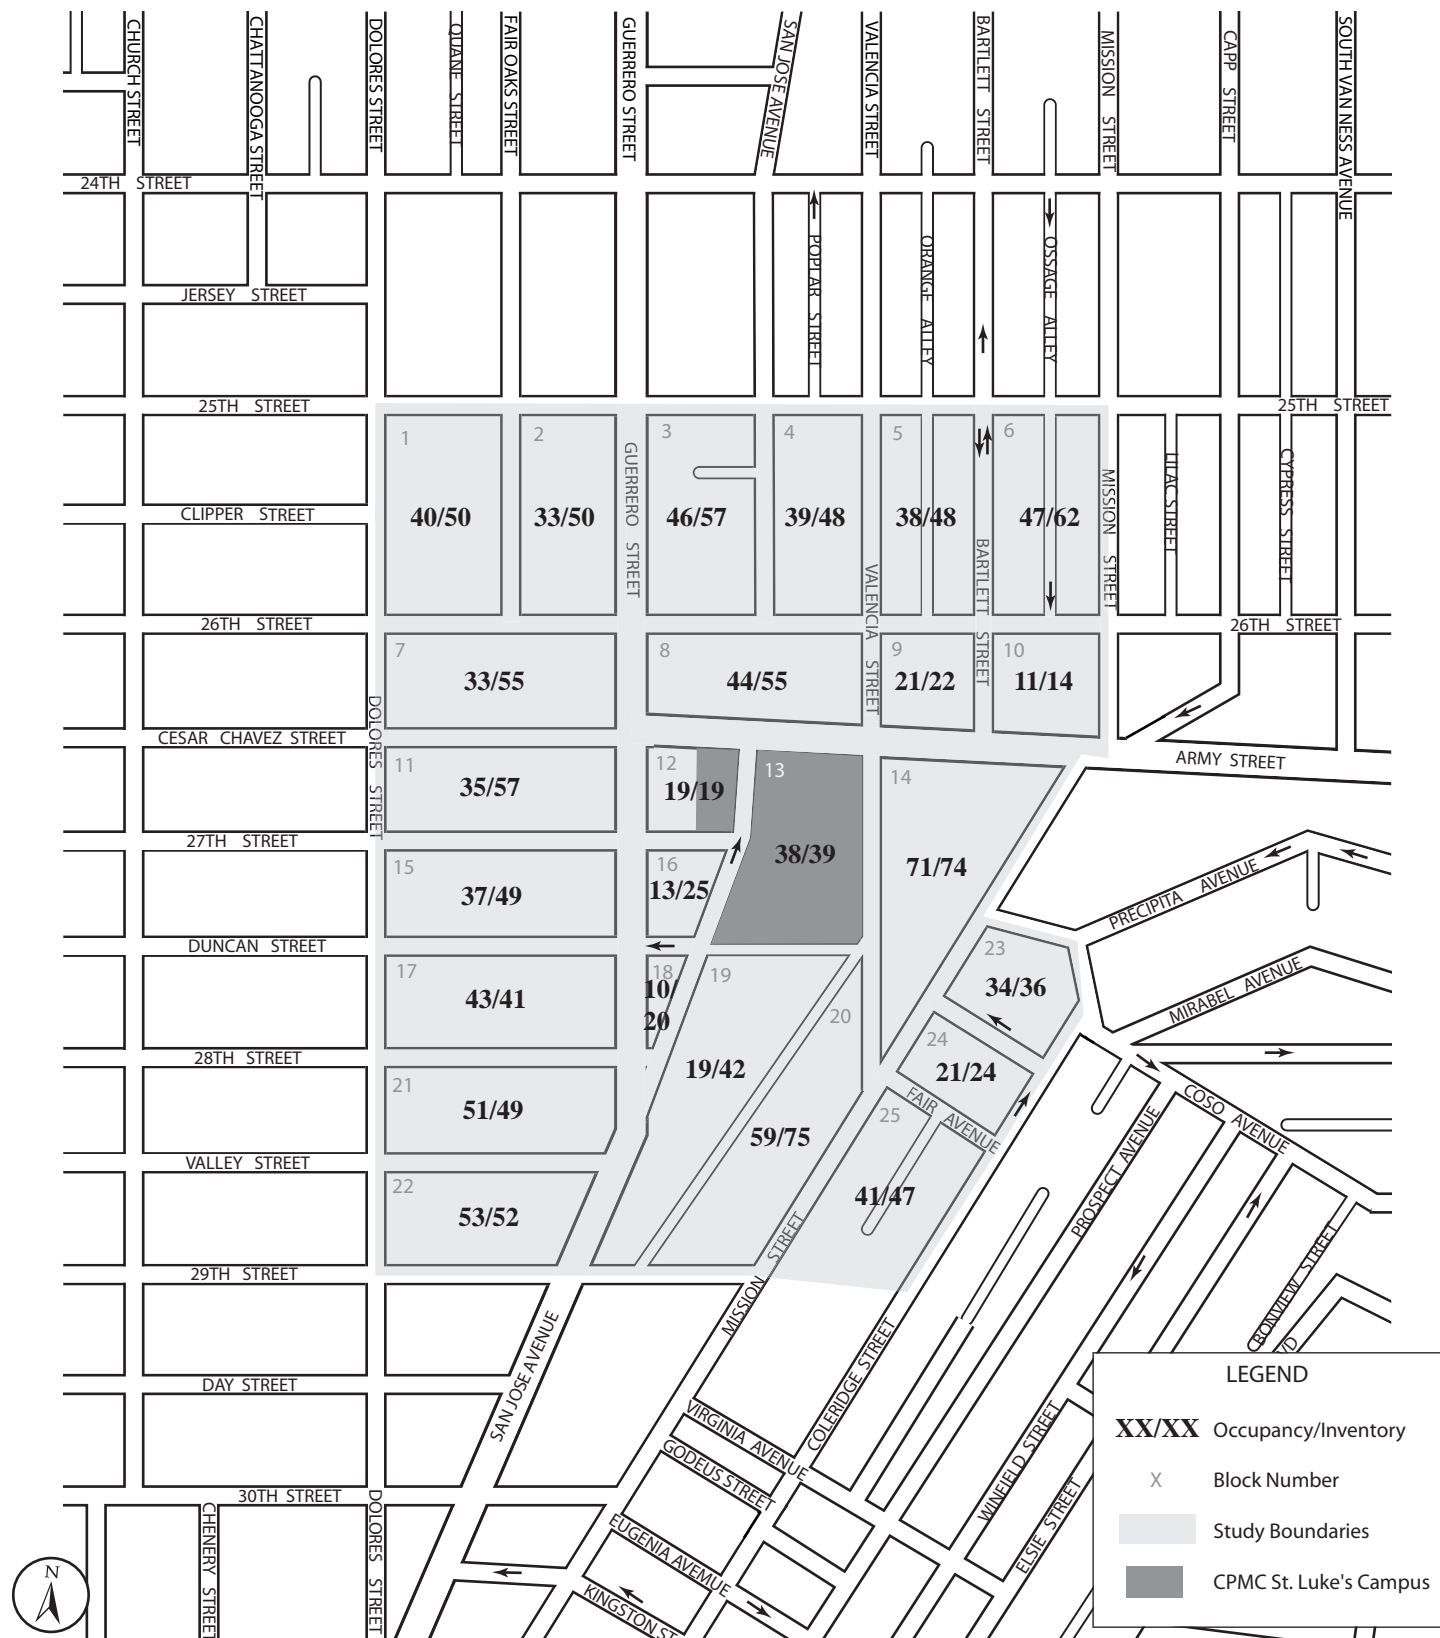 CHURCH STREET
CHATTANOOGA STREET
DOLORES STREET
QUANE STREET
FAIR OAKS STREET
GUERRERO STREET
SAN JOSE AVENUE
VALENCIA STREET
BARTLETT STREET
MISSION STREET
CAPP STREET
SOUTH VAN NESS AVENUE
24TH STREET
POPLAR STREET
ORANGE ALLEY
OSSAGE ALLEY
JERSEY STREET
25TH STREET
25TH STREET
1
2
3
4
5
6
GUERRERO STREET
MISSION STREET
LILAC STREET
CYPRESS STREET
CLIPPER STREET
40/50
33/50
46/57
39/48
38/48
47/62
VALENCIA STREET
BARTLETT STREET
26TH STREET
26TH STREET
7
8
9
10
33/55
44/55
21/22
11/14
DOLORES STREET
CESAR CHAVEZ STREET
ARMY STREET
11
12
13
14
35/57
19/19
27TH STREET
38/39
71/74
15
16
37/49
13/25
PRECIPITA AVENUE
DUNCAN STREET
17
18
19
20
23
43/41
10/
20
34/36
MIRABEL AVENUE
28TH STREET
21
24
51/49
19/42
21/24
FAIR AVENUE
25
COSO AVENUE
59/75
PROSPECT AVENUE
VALLEY STREET
22
53/52
41/47
29TH STREET
MISSION STREET
BONVIEW STREET
VD
SAN JOSE AVENUE
COLERIDGE STREET
DAY STREET
VIRGINIA AVENUE
GODEUS STREET
WINFIELD STREET
ELSIE STREET
30TH STREET
CHENERY STREET
DOLORES STREET
EUGENIA AVEMUE
KINGSTON ST
N
LEGEND
XX/XX Occupancy/Inventory
X Block Number
Study Boundaries
CPMC St. Luke's Campus